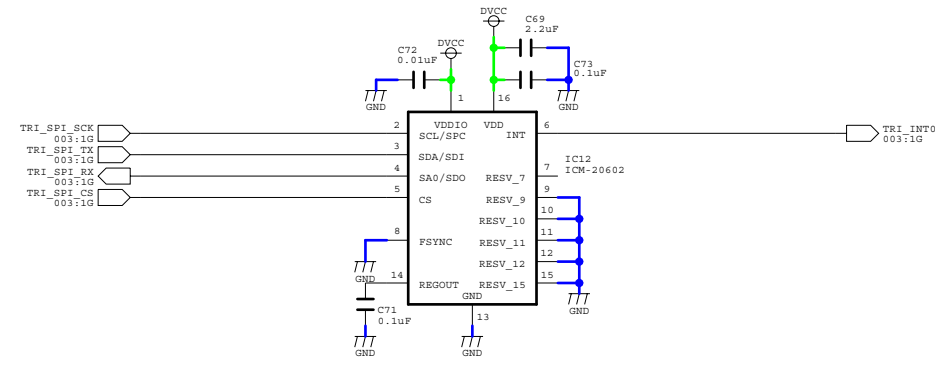 DVCC
C69
2.2uF
DVCC
C72
0.01uF
C73
0.1uF
GND
1
16
GND
TRI_SPI_SCK
003:1G
2
VDDIO
VDD
SCL/SPC
INT
6
TRI_INT0
003:1G
TRI_SPI_TX
003:1G
3
SDA/SDI
IC12
ICM-20602
TRI_SPI_RX
003:1G
4
SA0/SDO
RESV_7
7
TRI_SPI_CS
003:1G
5
CS
RESV_9
9
RESV_10
10
8
FSYNC
RESV_11
11
GND
RESV_12
12
14
REGOUT
RESV_15
15
GND
GND
C71
0.1uF
13
GND
GND